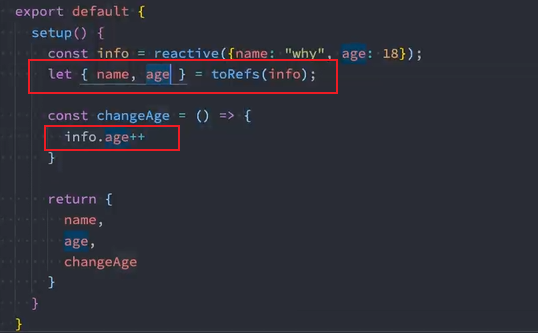 export default {
setup() {
const info = reactive({name: "why", age: 18});
let { name, age } = toRefs(info);
const changeAge = () => {
info.age++
}
return {
name,
age,
changeAge
}
}
}